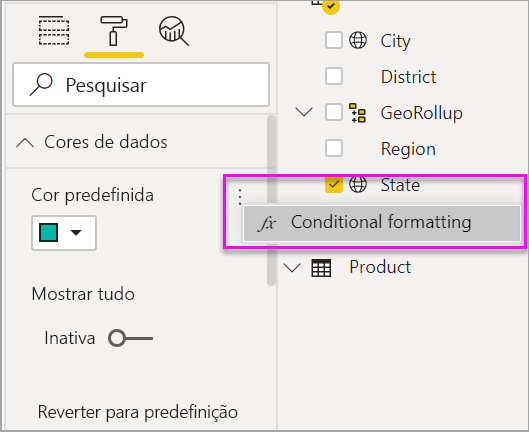 Pesquisar
Cores de dados
Cor predefinida
Mostrar tudo
Inativa
Reverter para predefinição
City
District
GeoRollup
Region
State
fx Conditional formatting
Product